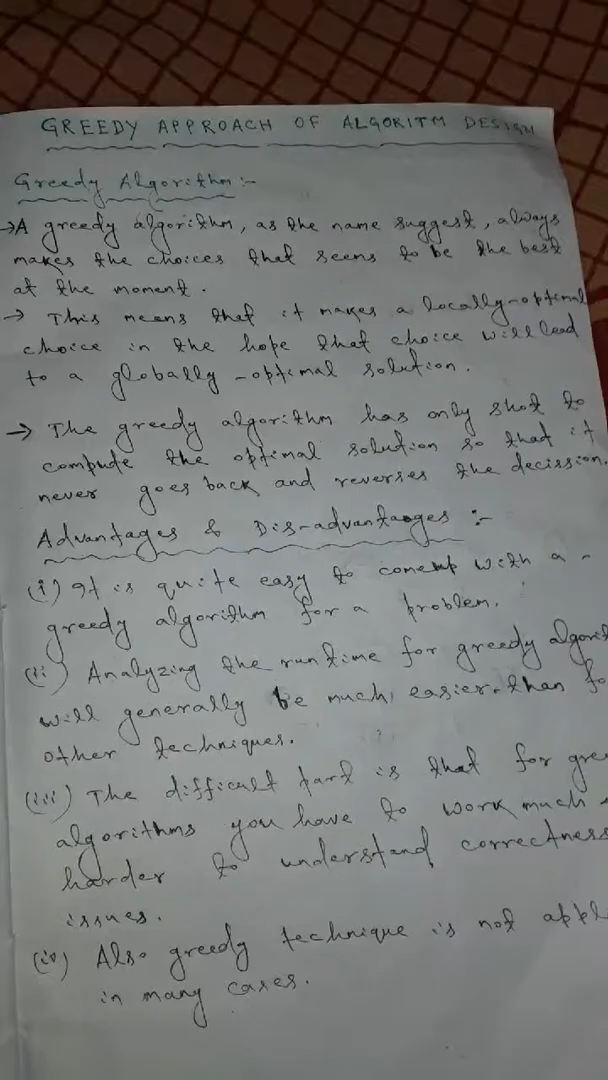 GREEDY APPROACH OF ALGORITM DESIGN
Greedy Algorithm:-
→A greedy algorithm, as the name suggest, always
makes the choices that seems to be the best
at the moment.
→ This means that it makes a locally-optimal
choice in the hope that choice will lead
to a globally-optimal solution.
→ The greedy algorithm has only shot to
compute the optimal solution so that it
never goes back and reverses the decission.
Advantages & Dis-advantages :-
(i) It is quite easy to comeup with a
greedy algorithm for a problem.
(ii) Analyzing the runtime for greedy algorit
will generally be much easier than fo
other techniques.
(iii) The difficult part is that for gree
algorithms you have to work much
harder to understand correctness
issues.
(iv) Also greedy technique is not appl
in many cases.